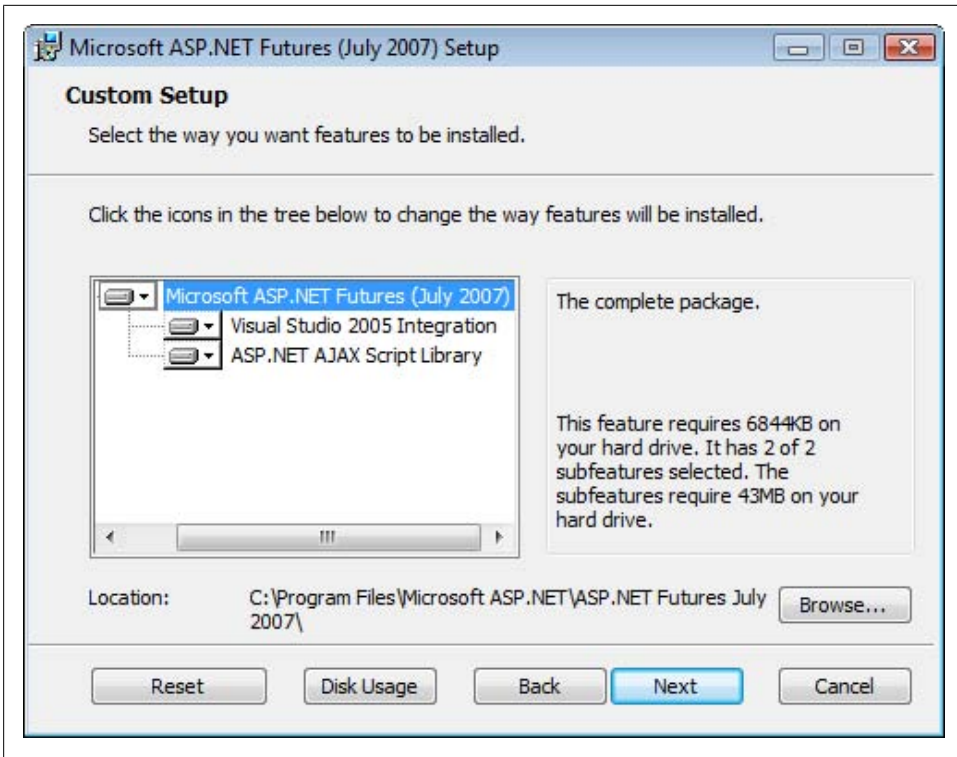 Microsoft ASP.NET Futures (July 2007) Setup
Custom Setup
Select the way you want features to be installed.
Click the icons in the tree below to change the way features will be installed.
Microsoft ASP.NET Futures (July 2007)
Visual Studio 2005 Integration
ASP.NET AJAX Script Library
The complete package.
This feature requires 6844KB on
your hard drive. It has 2 of 2
subfeatures selected. The
subfeatures require 43MB on your
hard drive.
Location:
C:\Program Files\Microsoft ASP.NET\ASP.NET Futures July
2007\
Browse...
Reset
Disk Usage
Back
Next
Cancel